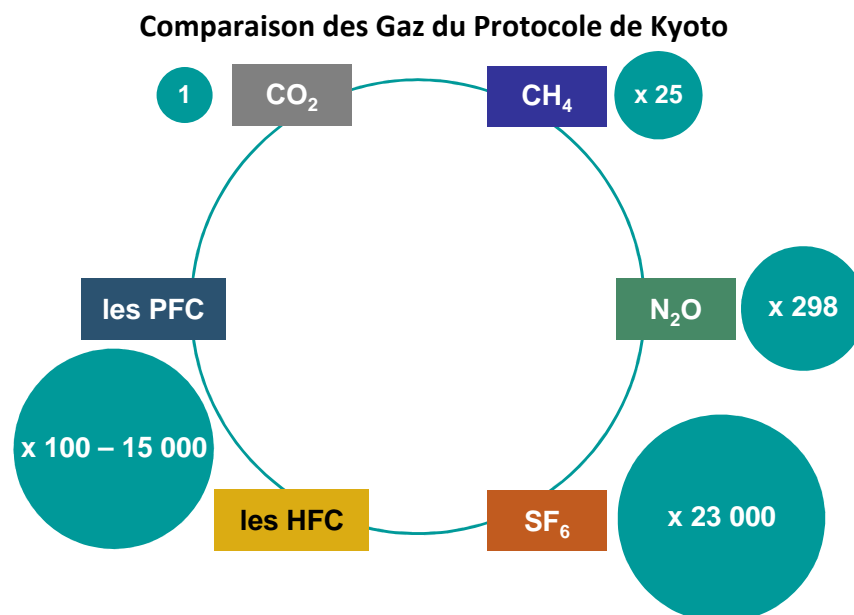 Comparaison des Gaz du Protocole de Kyoto
1
CO₂
CH₄
x 25
les PFC
N₂O
x 298
x 100 – 15 000
les HFC
SF₆
x 23 000